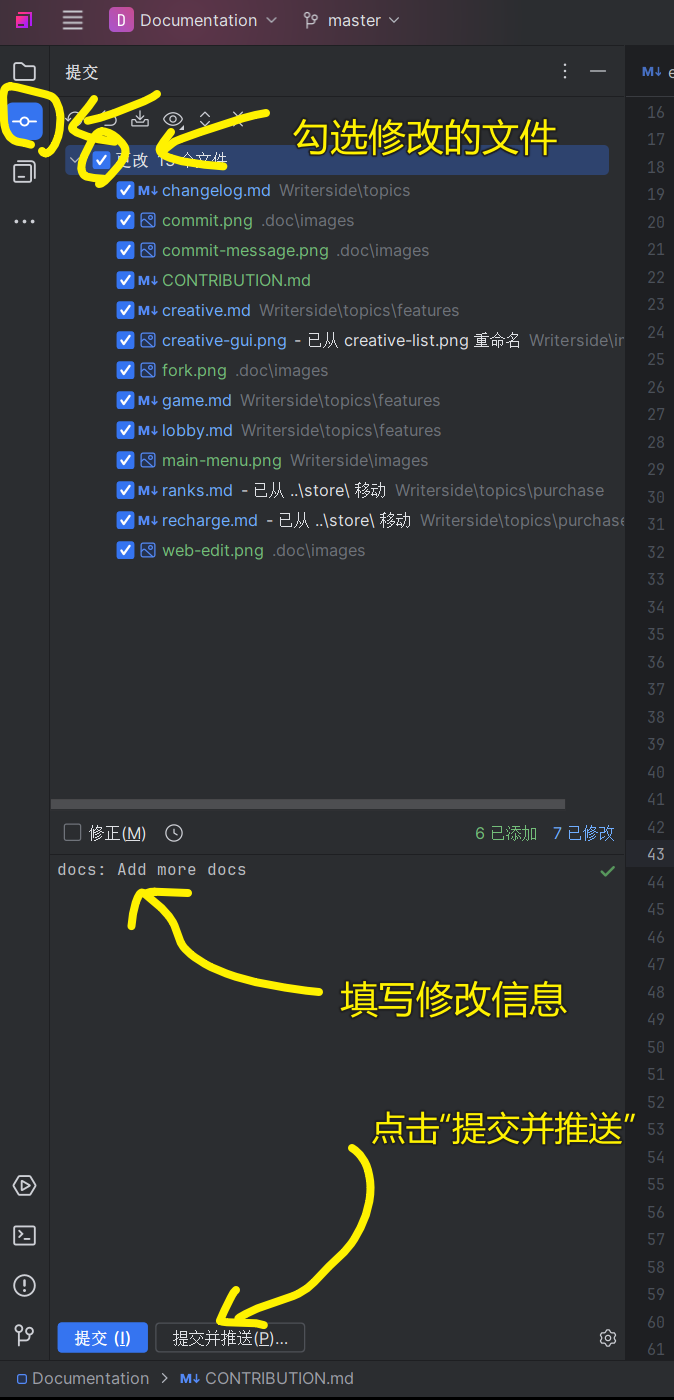 D Documentation master
提交
M↓
勾选修改的文件
更改 13 个文件
M↓ changelog.md Writerside\topics
commit.png .doc\images
commit-message.png .doc\images
M↓ CONTRIBUTION.md
M↓ creative.md Writerside\topics\features
creative-gui.png - 已从 creative-list.png 重命名 Writerside\i
fork.png .doc\images
M↓ game.md Writerside\topics\features
M↓ lobby.md Writerside\topics\features
main-menu.png Writerside\images
M↓ ranks.md - 已从 ..\store\ 移动 Writerside\topics\purchase
M↓ recharge.md - 已从 ..\store\ 移动 Writerside\topics\purchase
web-edit.png .doc\images
16
17
18
19
20
21
22
23
24
25
26
27
28
29
30
31
32
33
34
35
36
37
38
39
40
41
42
43
44
45
46
47
48
49
50
51
52
53
54
55
56
57
58
59
60
61
修正(M) 6 已添加 7 已修改
docs: Add more docs
填写修改信息
点击“提交并推送”
提交 (I) 提交并推送(P)...
Documentation > M↓ CONTRIBUTION.md